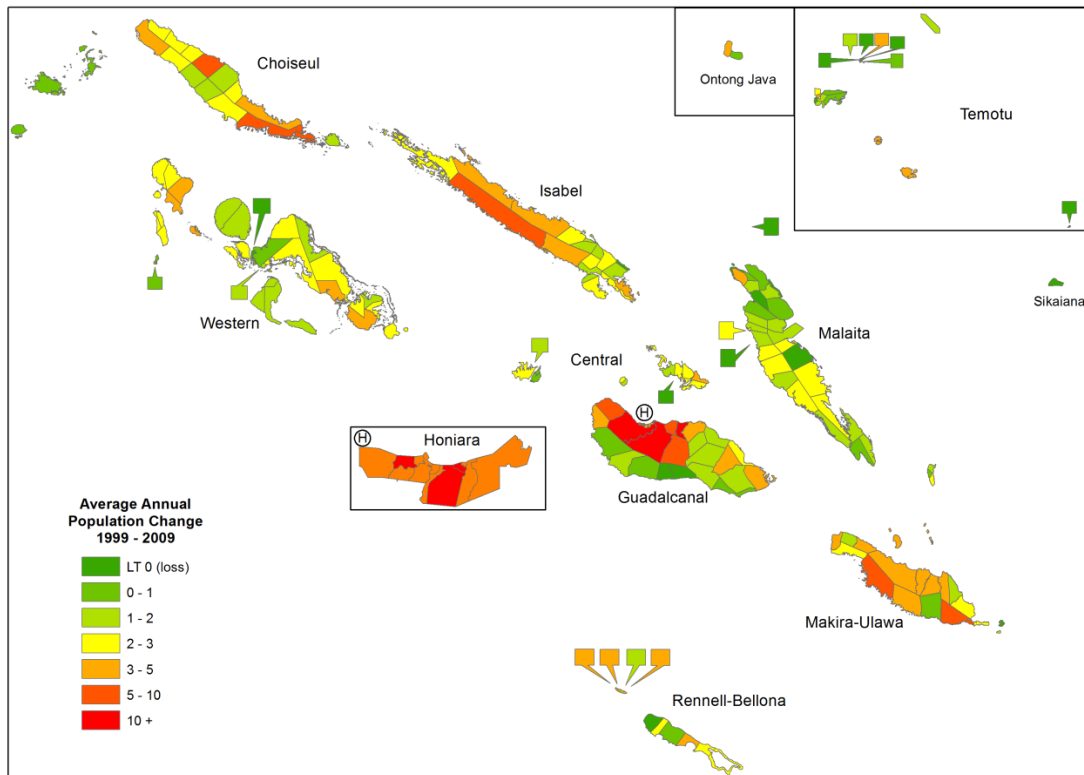 Choiseul
Ontong Java
Temotu
Isabel
Sikaiana
Western
Malaita
Central
H
H
Honiara
Guadalcanal
Average Annual
Population Change
1999 - 2009
LT 0 (loss)
0 - 1
1 - 2
2 - 3
3 - 5
5 - 10
10 +
Makira-Ulawa
Rennell-Bellona